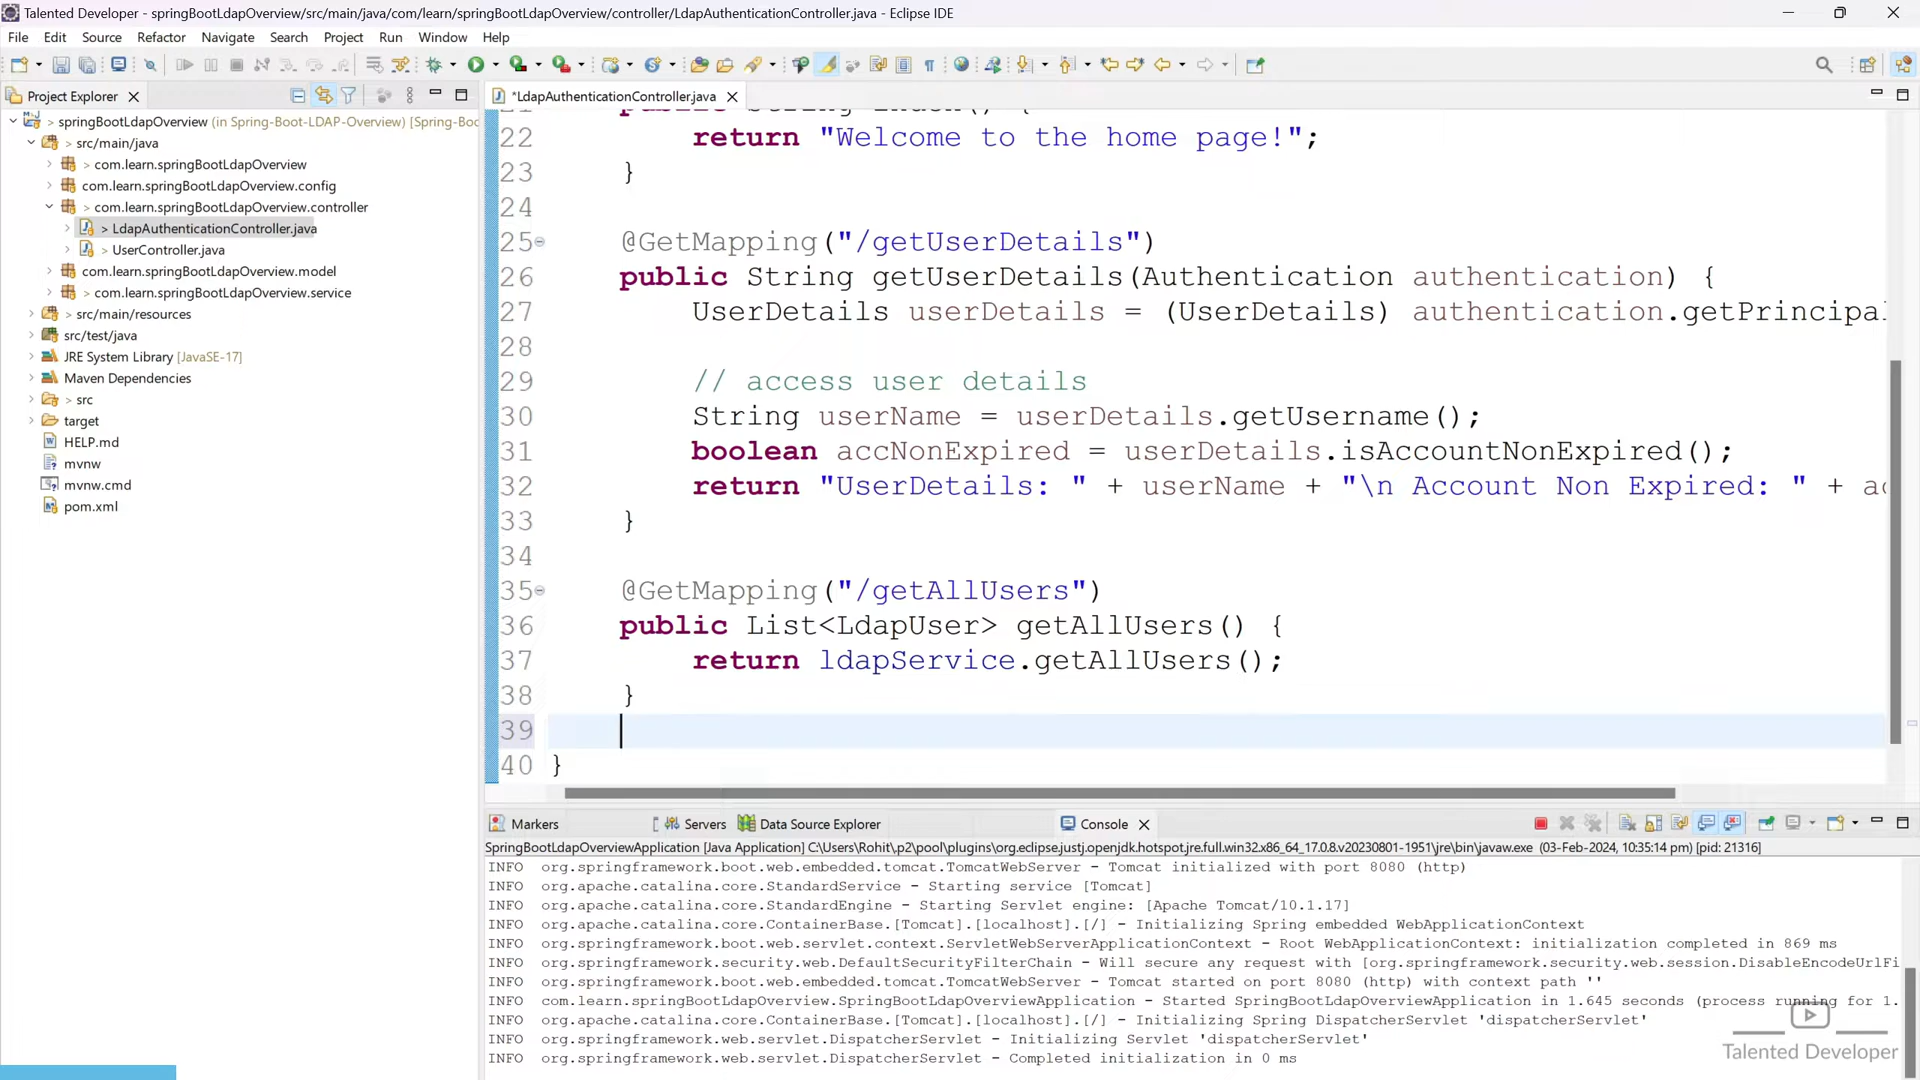 Talented Developer - springBootLdapOverview/src/main/java/com/learn/springBootLdapOverview/controller/LdapAuthenticationController.java - Eclipse IDE
File Edit Source Refactor Navigate Search Project Run Window Help
Project Explorer
*LdapAuthenticationController.java
> springBootLdapOverview (in Spring-Boot-LDAP-Overview) [Spring-Boo
> src/main/java
> com.learn.springBootLdapOverview
com.learn.springBootLdapOverview.config
> com.learn.springBootLdapOverview.controller
> LdapAuthenticationController.java
> UserController.java
com.learn.springBootLdapOverview.model
> com.learn.springBootLdapOverview.service
> src/main/resources
src/test/java
JRE System Library [JavaSE-17]
Maven Dependencies
> src
target
HELP.md
mvnw
mvnw.cmd
pom.xml
21 public String index() {
22 return "Welcome to the home page!";
23 }
24
25 @GetMapping("/getUserDetails")
26 public String getUserDetails(Authentication authentication) {
27 UserDetails userDetails = (UserDetails) authentication.getPrincipal
28
29 // access user details
30 String userName = userDetails.getUsername();
31 boolean accNonExpired = userDetails.isAccountNonExpired();
32 return "UserDetails: " + userName + "\n Account Non Expired: " + ac
33 }
34
35 @GetMapping("/getAllUsers")
36 public List<LdapUser> getAllUsers() {
37 return ldapService.getAllUsers();
38 }
39
40 }
Markers Servers Data Source Explorer Console
SpringBootLdapOverviewApplication [Java Application] C:\Users\Rohit\.p2\pool\plugins\org.eclipse.justj.openjdk.hotspot.jre.full.win32.x86_64_17.0.8.v20230801-1951\jre\bin\javaw.exe (03-Feb-2024, 10:35:14 pm) [pid: 21316]
INFO org.springframework.boot.web.embedded.tomcat.TomcatWebServer - Tomcat initialized with port 8080 (http)
INFO org.apache.catalina.core.StandardService - Starting service [Tomcat]
INFO org.apache.catalina.core.StandardEngine - Starting Servlet engine: [Apache Tomcat/10.1.17]
INFO org.apache.catalina.core.ContainerBase.[Tomcat].[localhost].[/] - Initializing Spring embedded WebApplicationContext
INFO org.springframework.boot.web.servlet.context.ServletWebServerApplicationContext - Root WebApplicationContext: initialization completed in 869 ms
INFO org.springframework.security.web.DefaultSecurityFilterChain - Will secure any request with [org.springframework.security.web.session.DisableEncodeUrlFi
INFO org.springframework.boot.web.embedded.tomcat.TomcatWebServer - Tomcat started on port 8080 (http) with context path ''
INFO com.learn.springBootLdapOverview.SpringBootLdapOverviewApplication - Started SpringBootLdapOverviewApplication in 1.645 seconds (process running for 1.
INFO org.apache.catalina.core.ContainerBase.[Tomcat].[localhost].[/] - Initializing Spring DispatcherServlet 'dispatcherServlet'
INFO org.springframework.web.servlet.DispatcherServlet - Initializing Servlet 'dispatcherServlet'
INFO org.springframework.web.servlet.DispatcherServlet - Completed initialization in 0 ms
Talented Developer